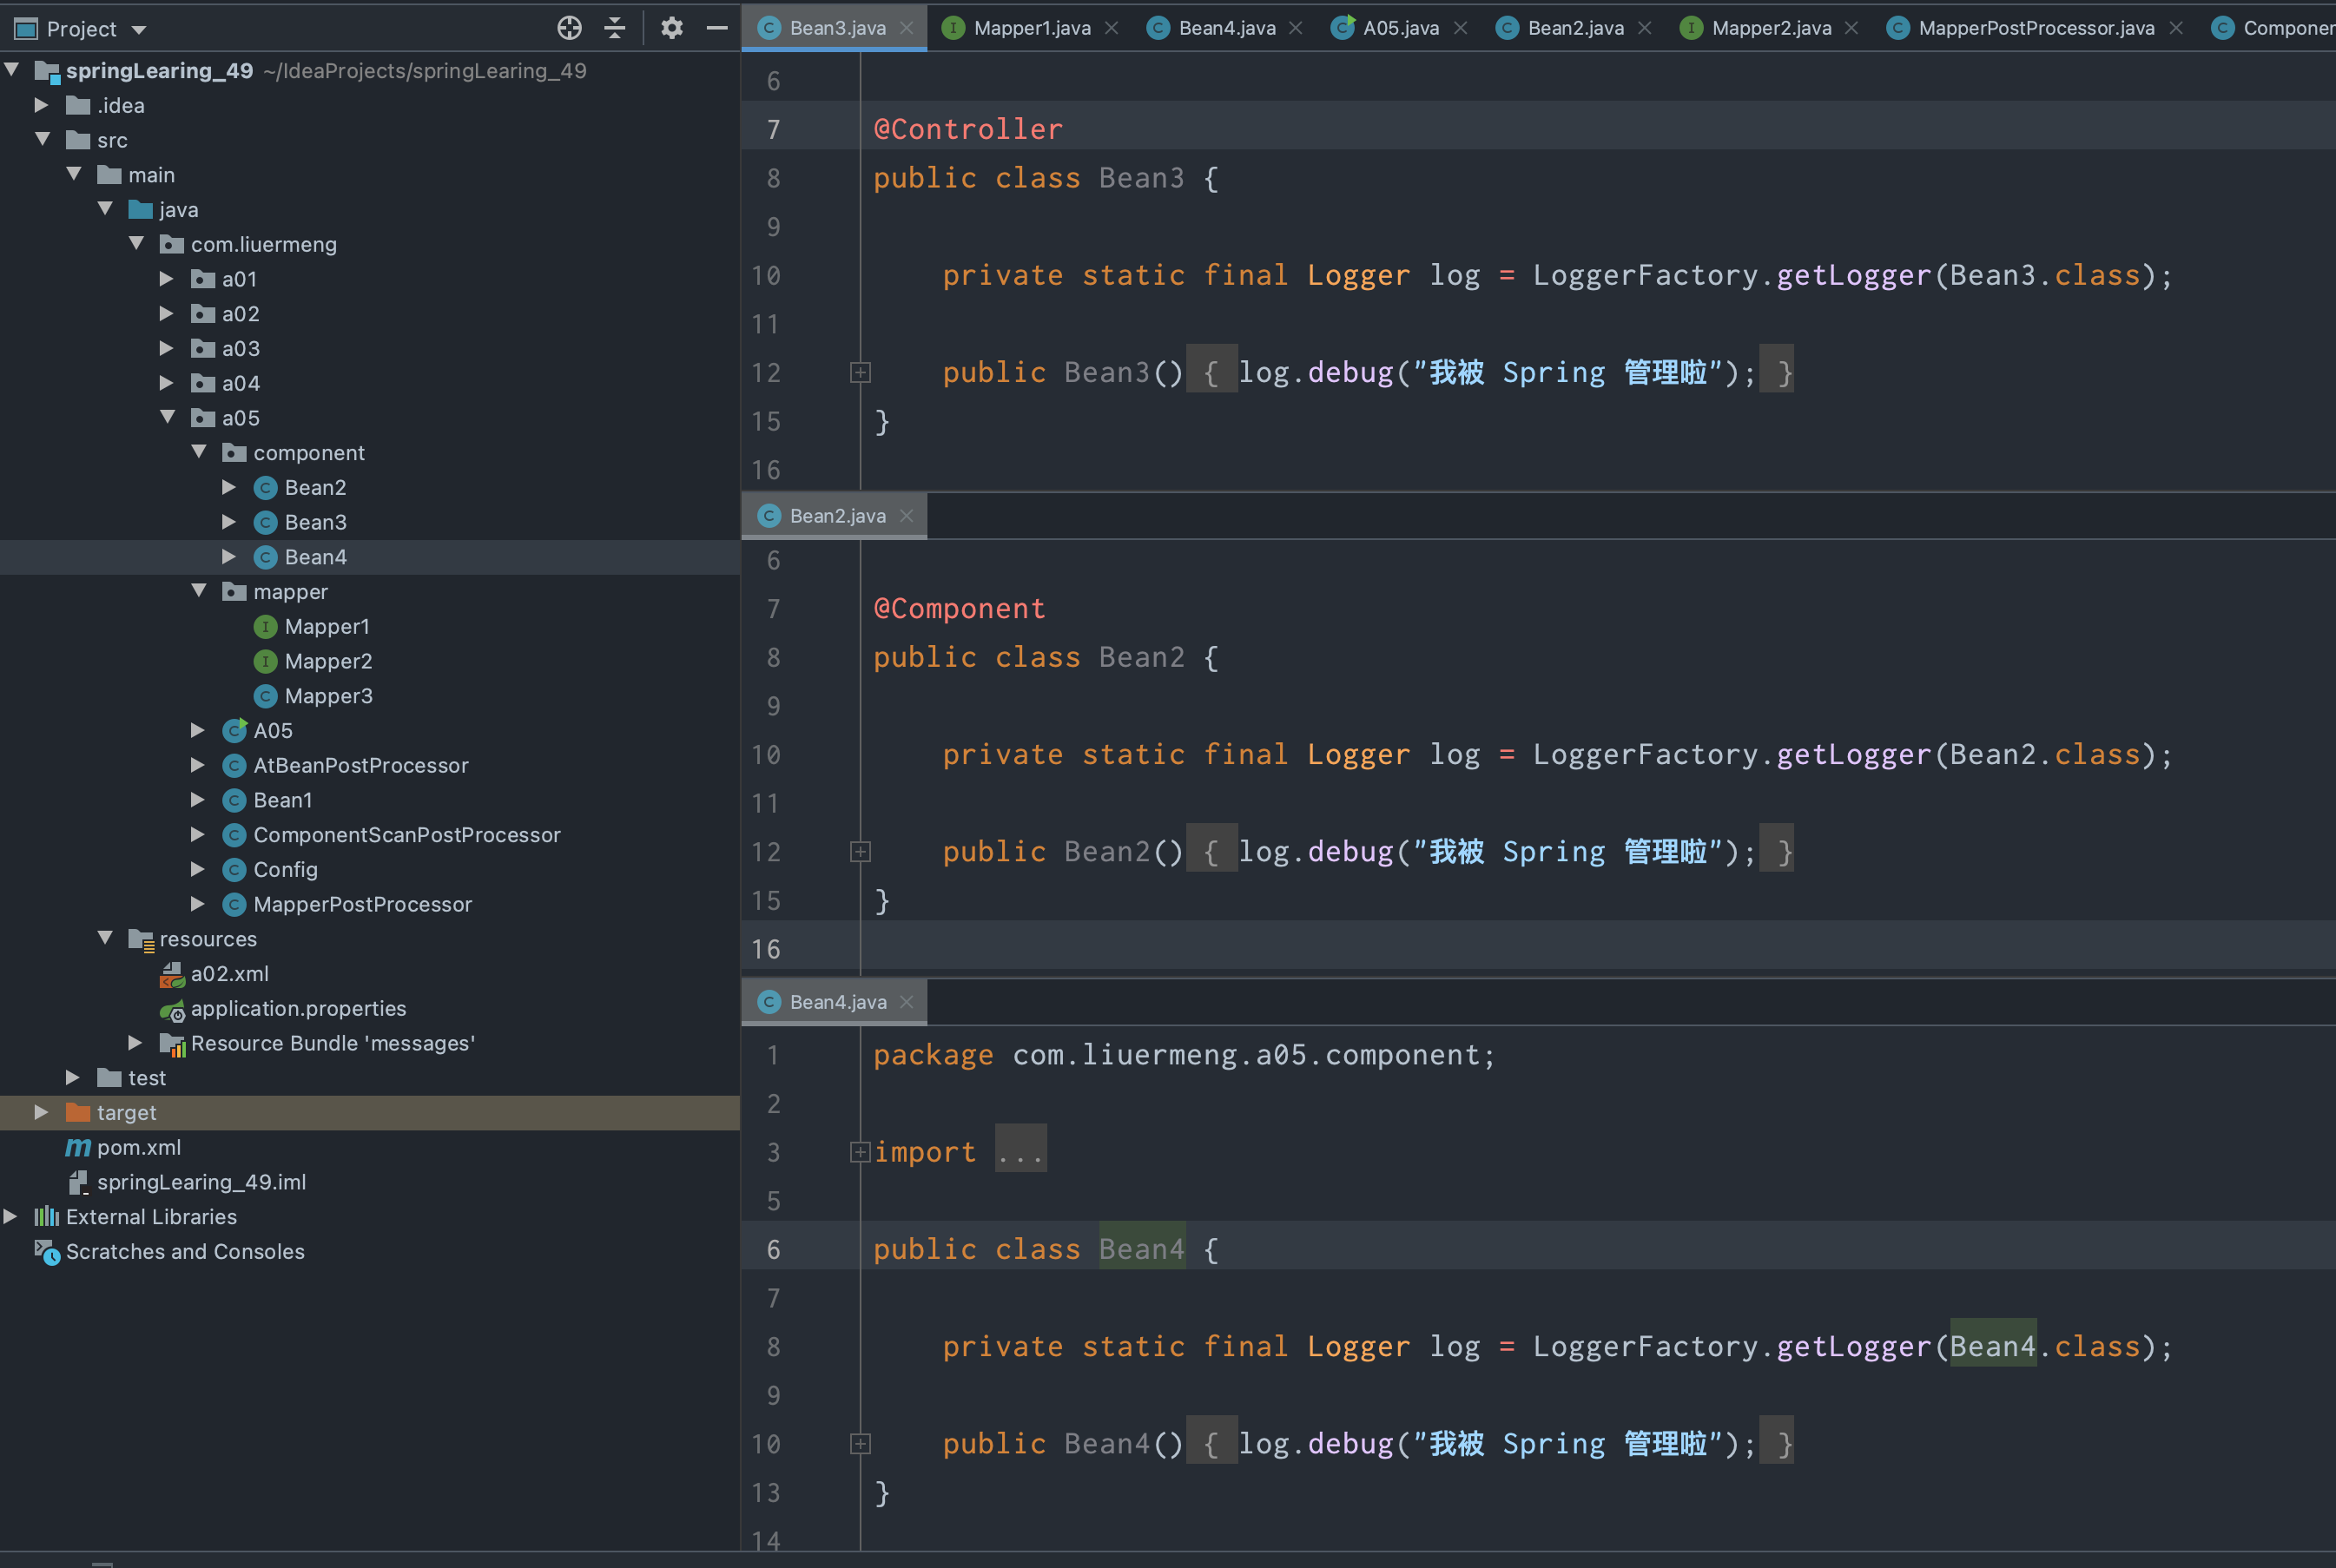 Project
springLearing_49 ~/IdeaProjects/springLearing_49
.idea
src
main
java
com.liuermeng
a01
a02
a03
a04
a05
component
Bean2
Bean3
Bean4
mapper
Mapper1
Mapper2
Mapper3
A05
AtBeanPostProcessor
Bean1
ComponentScanPostProcessor
Config
MapperPostProcessor
resources
a02.xml
application.properties
Resource Bundle 'messages'
test
target
pom.xml
springLearing_49.iml
External Libraries
Scratches and Consoles
Bean3.java Mapper1.java Bean4.java A05.java Bean2.java Mapper2.java MapperPostProcessor.java Componen
6
7 @Controller
8 public class Bean3 {
9
10 private static final Logger log = LoggerFactory.getLogger(Bean3.class);
11
12 public Bean3() { log.debug("我被 Spring 管理啦"); }
15 }
16
Bean2.java
6
7 @Component
8 public class Bean2 {
9
10 private static final Logger log = LoggerFactory.getLogger(Bean2.class);
11
12 public Bean2() { log.debug("我被 Spring 管理啦"); }
15 }
16
Bean4.java
1 package com.liuermeng.a05.component;
2
3 import ...
5
6 public class Bean4 {
7
8 private static final Logger log = LoggerFactory.getLogger(Bean4.class);
9
10 public Bean4() { log.debug("我被 Spring 管理啦"); }
13 }
14